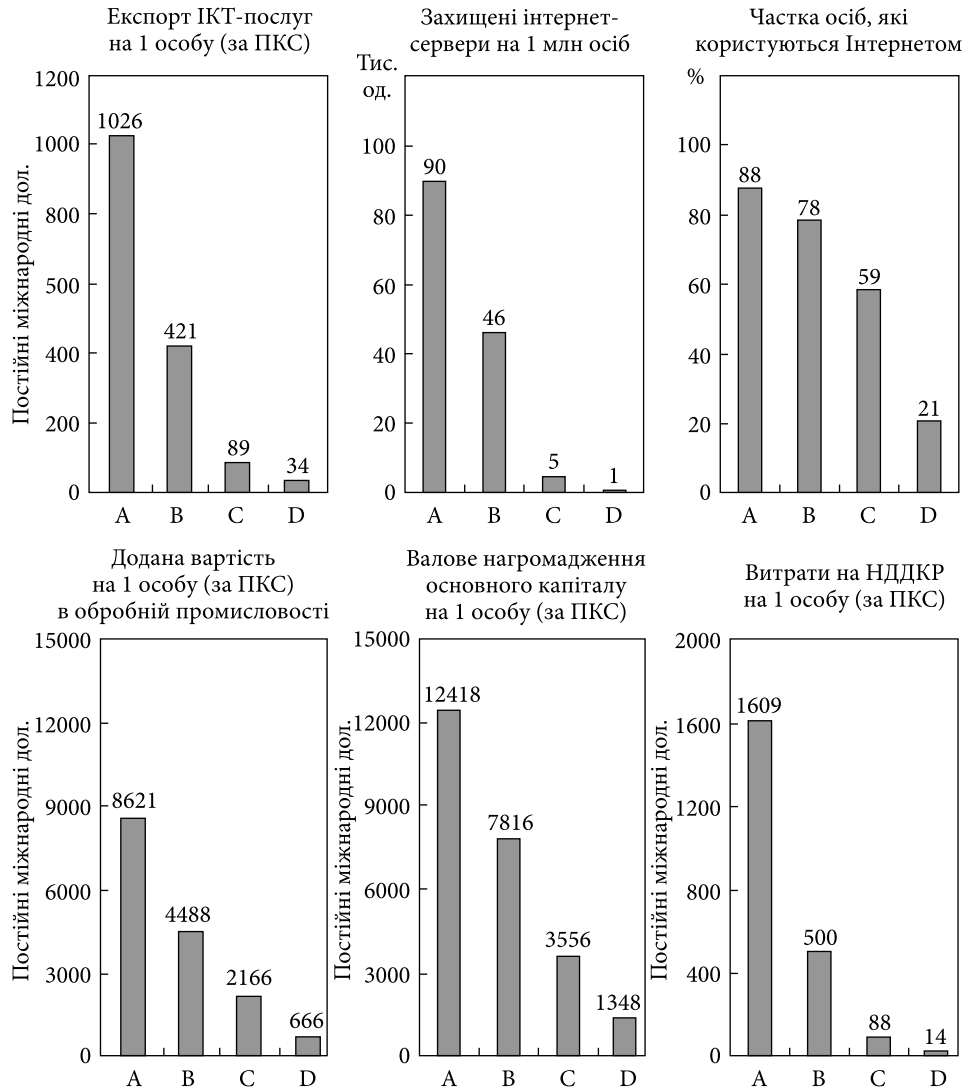 Експорт ІКТ-послуг
на 1 особу (за ПКС)
Постійні міжнародні дол.
1200
1000
800
600
400
200
0
1026
421
89
34
A B C D
Захищені інтернет-
сервери на 1 млн осіб
Тис.
од.
100
80
60
40
20
0
90
46
5
1
A B C D
Частка осіб, які
користуються Інтернетом
%
100
80
60
40
20
0
88
78
59
21
A B C D
Додана вартість
на 1 особу (за ПКС)
в обробній промисловості
Постійні міжнародні дол.
15000
12000
9000
6000
3000
0
8621
4488
2166
666
A B C D
Валове нагромадження
основного капіталу
на 1 особу (за ПКС)
Постійні міжнародні дол.
15000
12000
9000
6000
3000
0
12418
7816
3556
1348
A B C D
Витрати на НДДКР
на 1 особу (за ПКС)
Постійні міжнародні дол.
2000
1600
1200
800
400
0
1609
500
88
14
A B C D